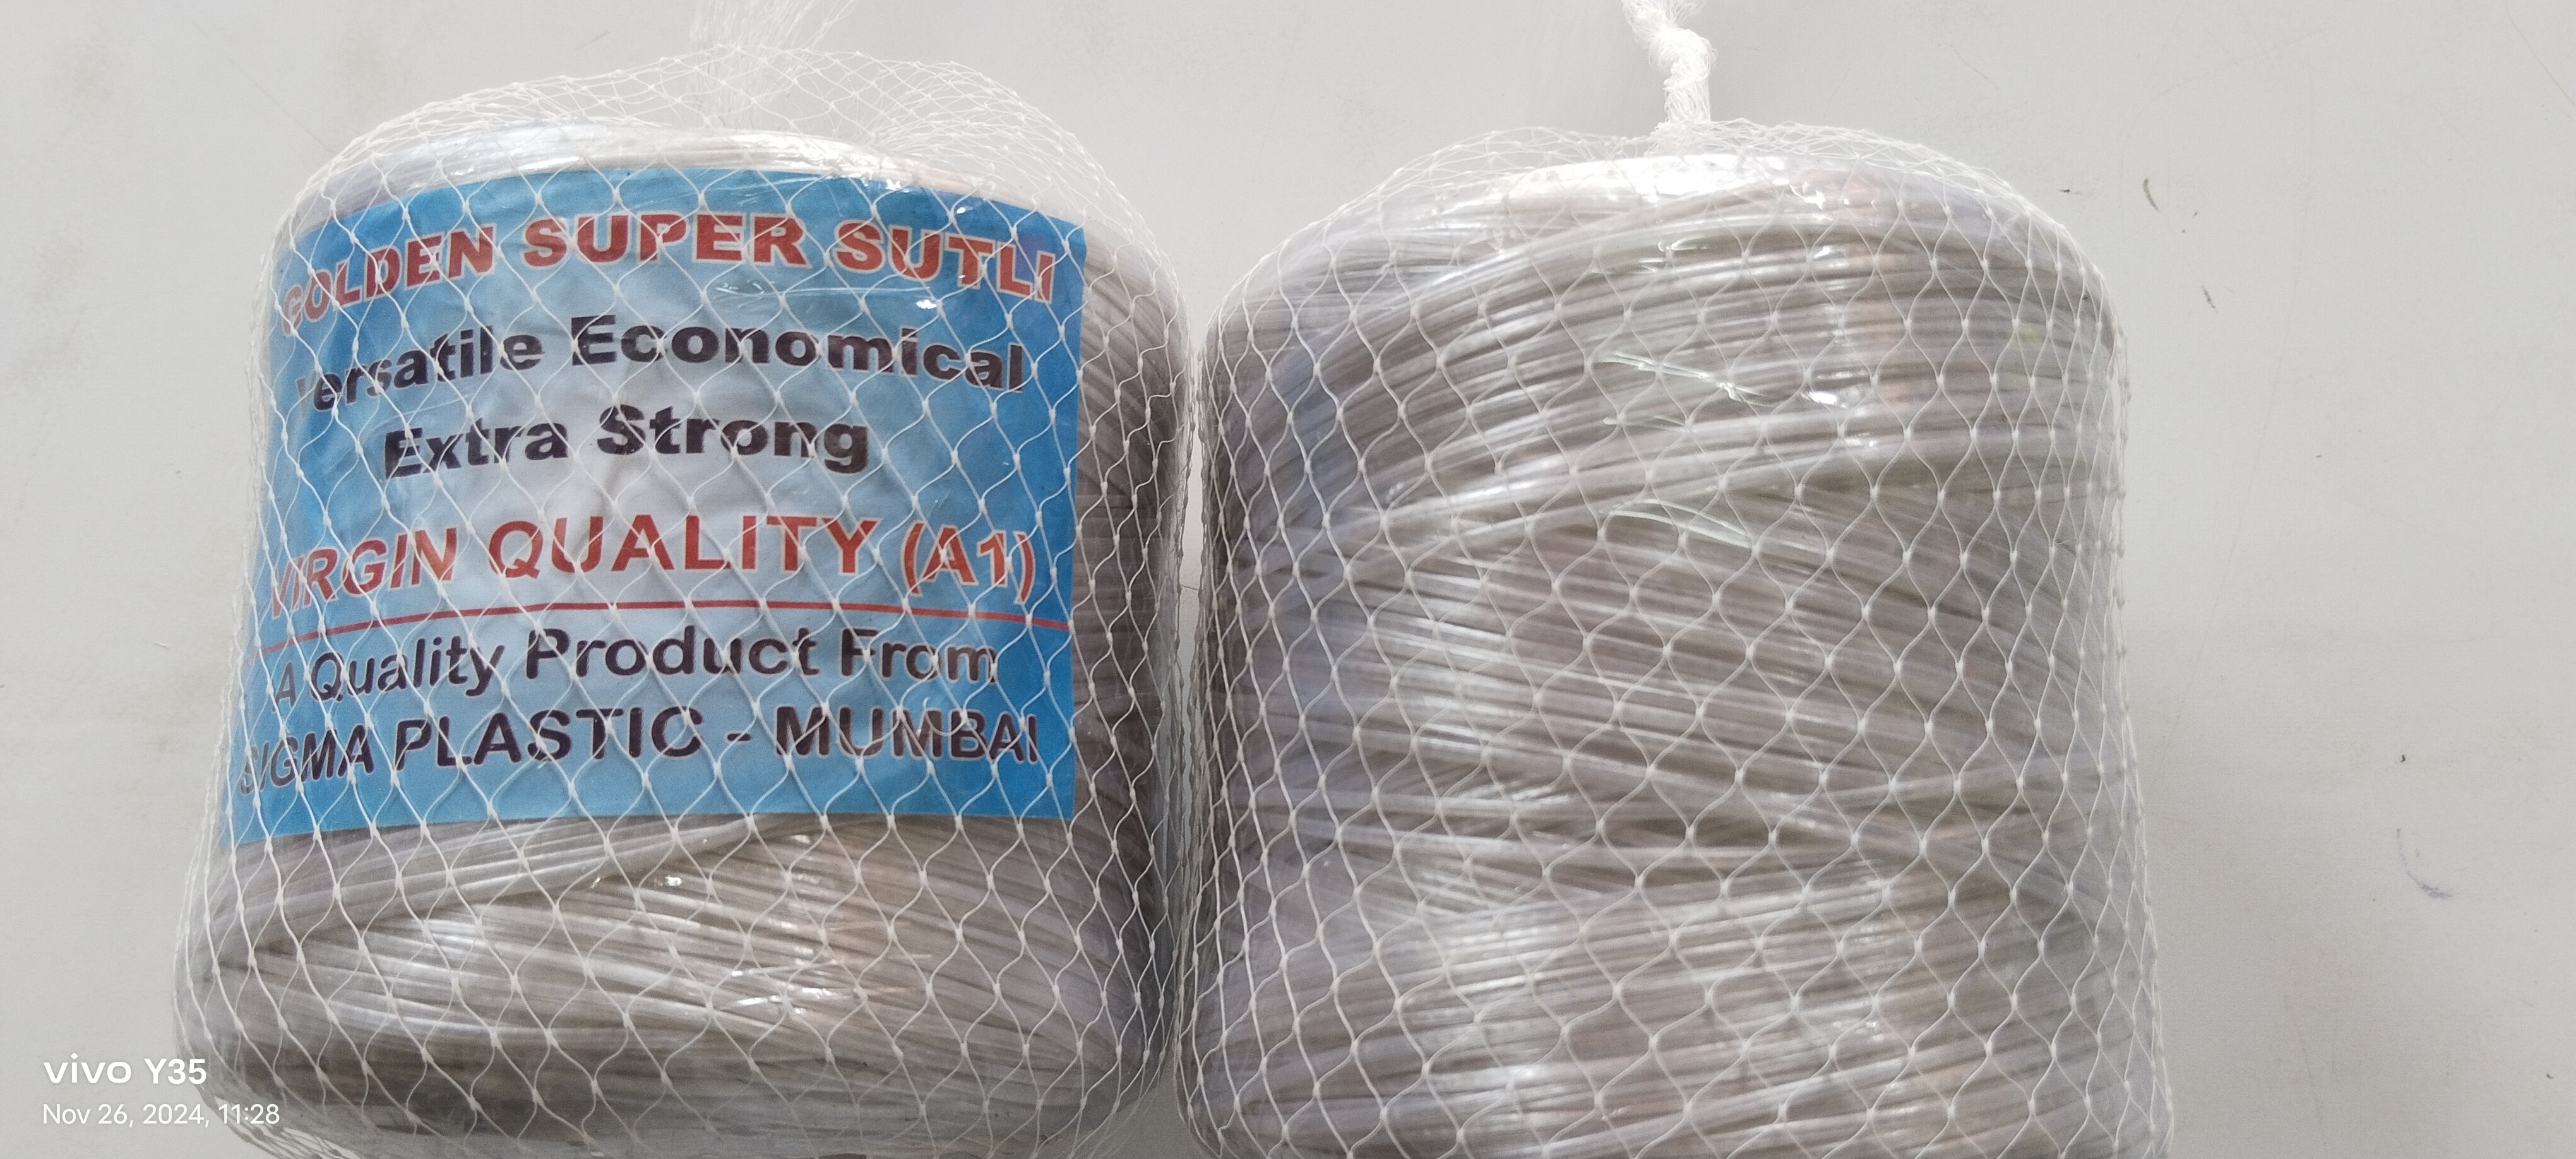 GOLDEN SUPER SUTLI
Versatile Economical
Extra Strong
VIRGIN QUALITY (A1)
A Quality Product From
SIGMA PLASTIC - MUMBAI
vivo Y35
Nov 26, 2024, 11:28